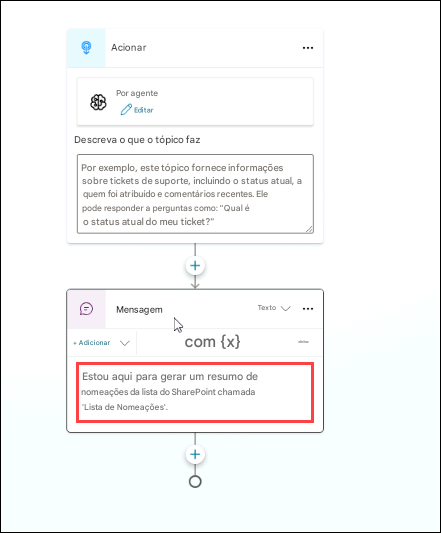 Acionar
Por agente
Editar
Descreva o que o tópico faz
Por exemplo, este tópico fornece informações
sobre tickets de suporte, incluindo o status atual, a
quem foi atribuído e comentários recentes. Ele
pode responder a perguntas como: "Qual é
o status atual do meu ticket?"
Mensagem
Texto
+ Adicionar
com {x}
Estou aqui para gerar um resumo de
nomeações da lista do SharePoint chamada
'Lista de Nomeações'.